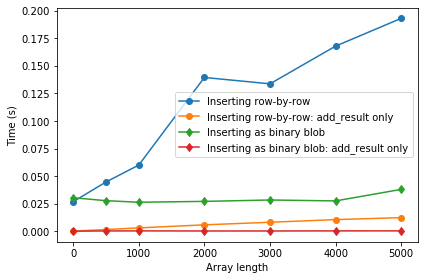 0.200
0.175
0.150
0.125
0.100
0.075
0.050
0.025
0.000
Time (s)
Inserting row-by-row
Inserting row-by-row: add_result only
Inserting as binary blob
Inserting as binary blob: add_result only
0 1000 2000 3000 4000 5000
Array length